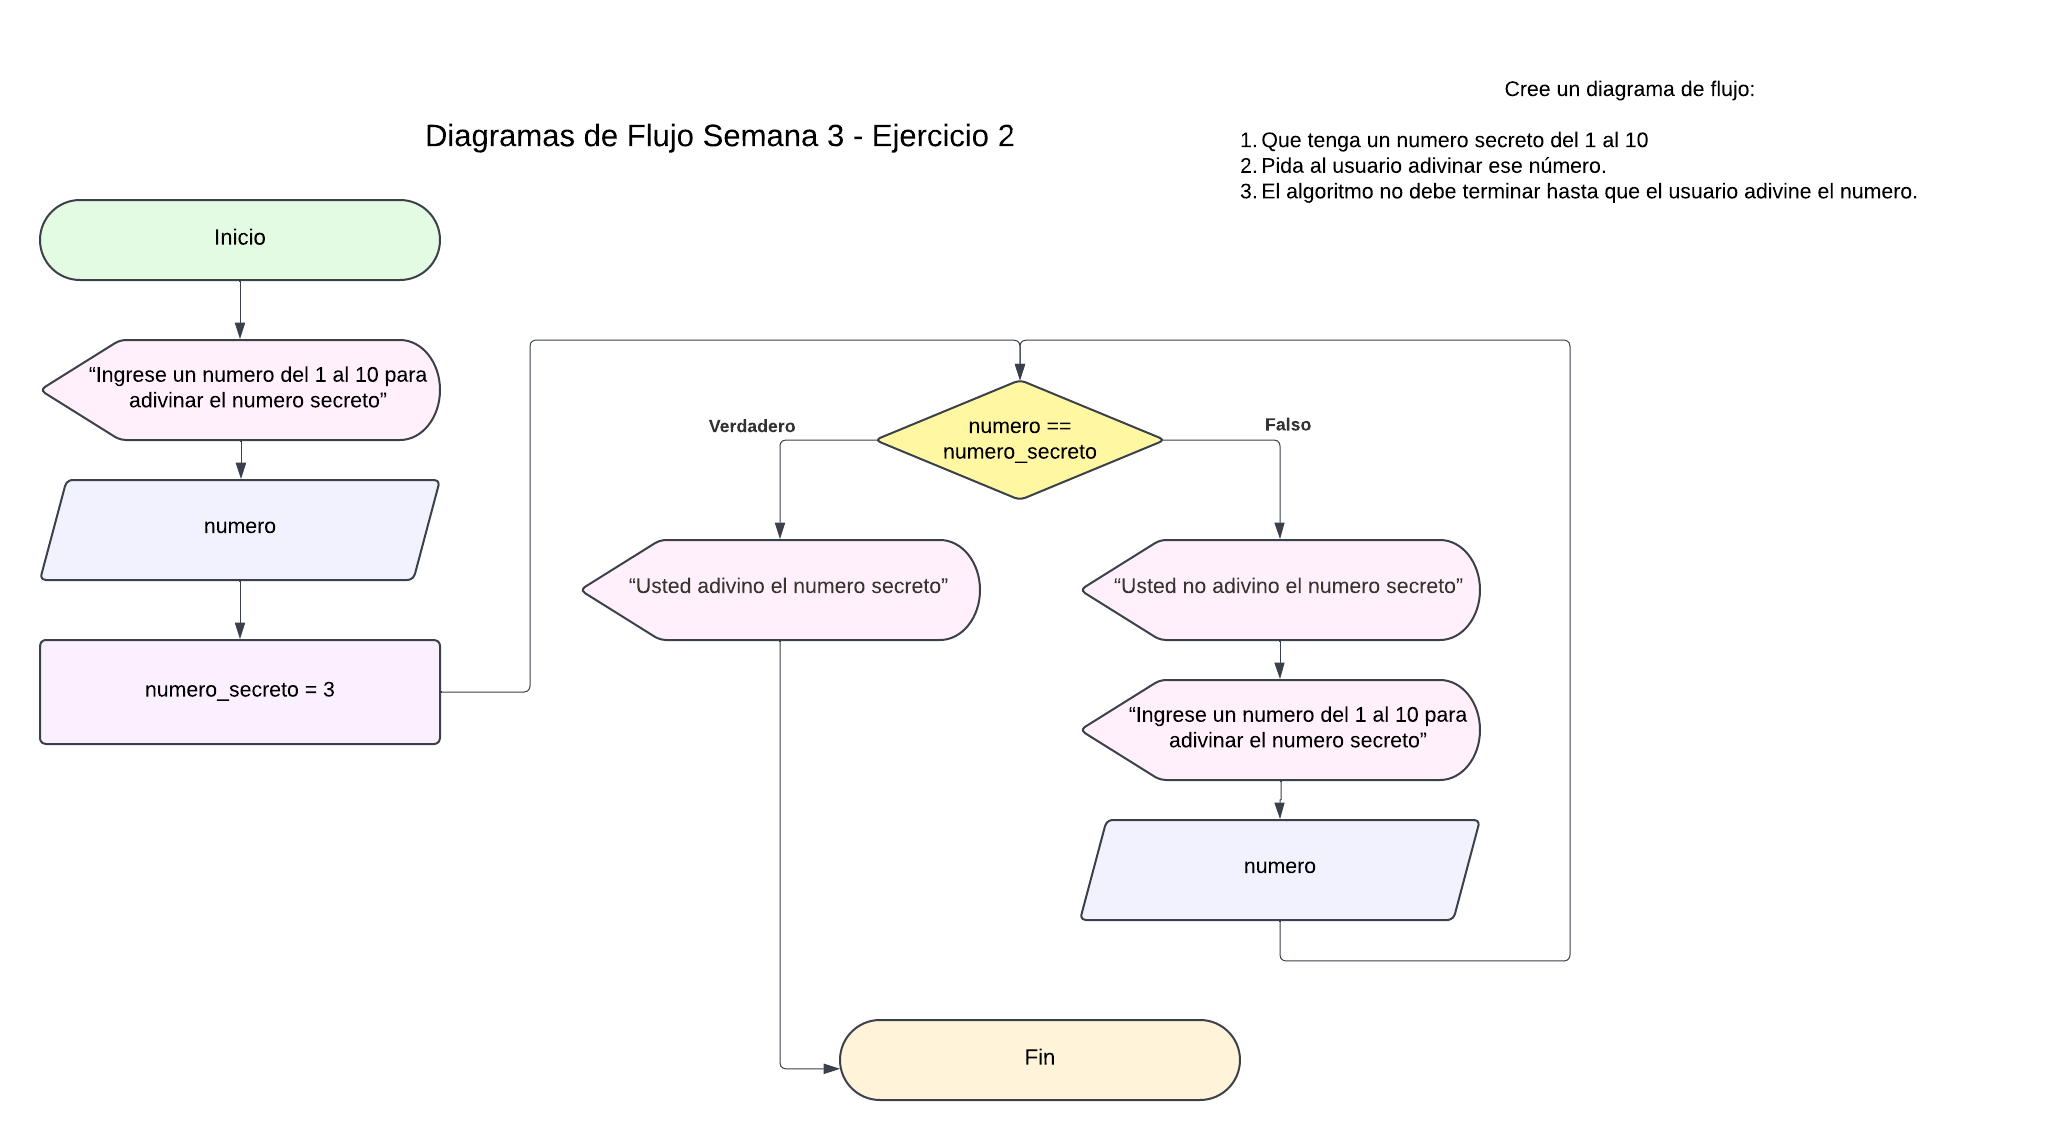 Cree un diagrama de flujo:
Diagramas de Flujo Semana 3 - Ejercicio 2
1. Que tenga un numero secreto del 1 al 10
2. Pida al usuario adivinar ese número.
3. El algoritmo no debe terminar hasta que el usuario adivine el numero.
Inicio
“Ingrese un numero del 1 al 10 para
adivinar el numero secreto”
numero
numero_secreto = 3
numero ==
numero_secreto
Verdadero
Falso
“Usted adivino el numero secreto”
“Usted no adivino el numero secreto”
“Ingrese un numero del 1 al 10 para
adivinar el numero secreto”
numero
Fin